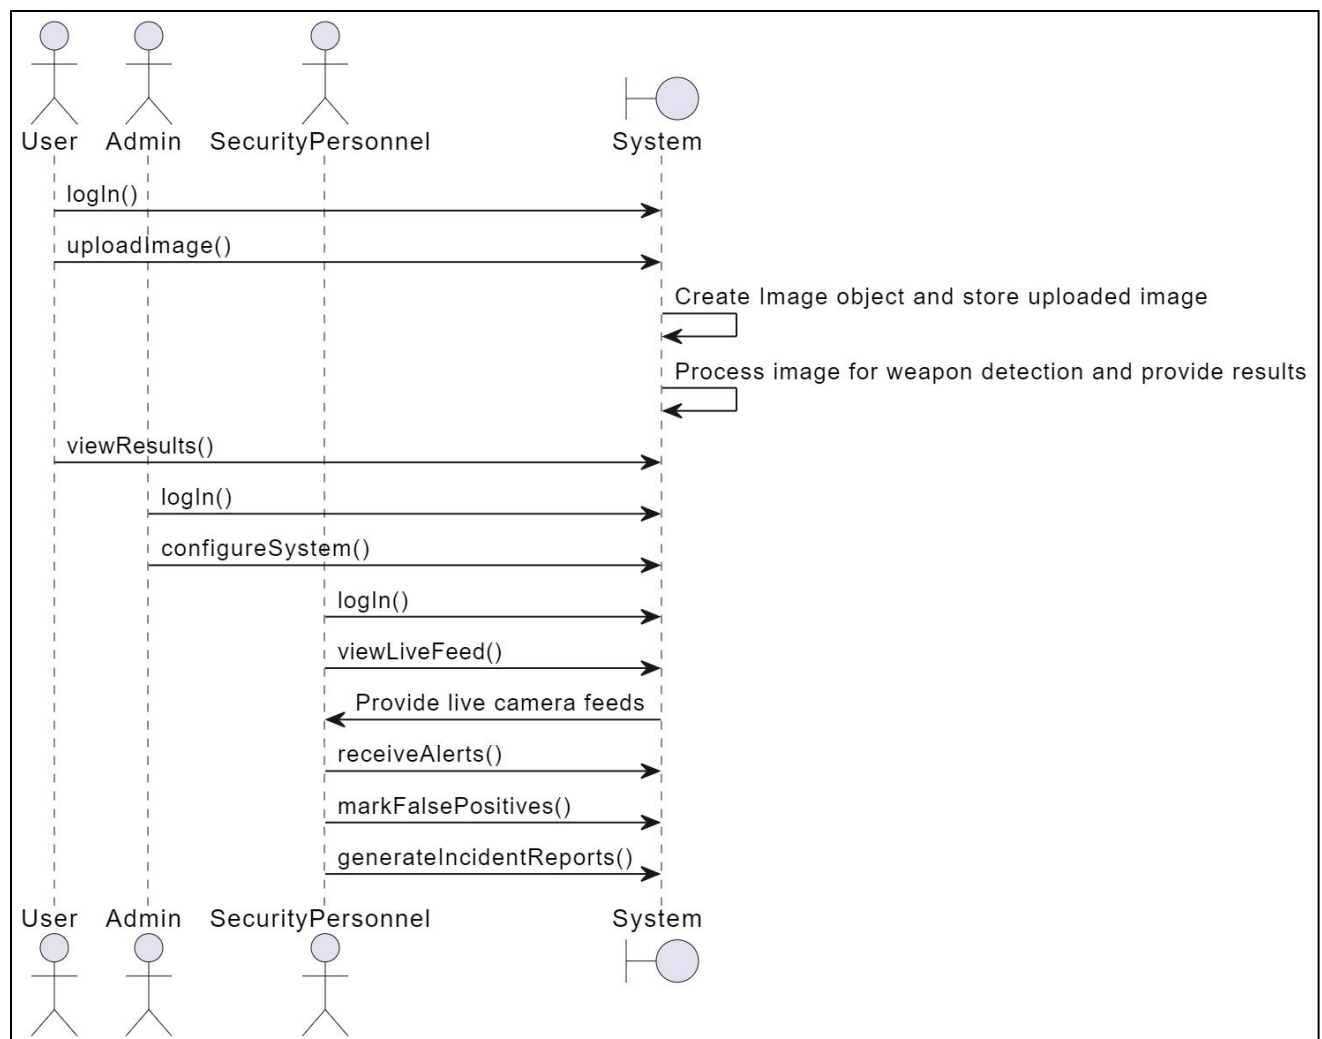 User Admin SecurityPersonnel System
logIn()
uploadImage()
Create Image object and store uploaded image
Process image for weapon detection and provide results
viewResults()
logIn()
configureSystem()
logIn()
viewLiveFeed()
Provide live camera feeds
receiveAlerts()
markFalsePositives()
generateIncidentReports()
User Admin SecurityPersonnel System